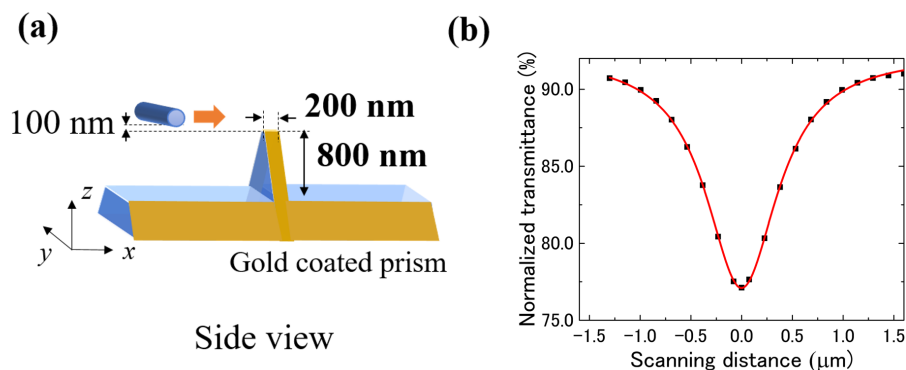 (a)
100 nm
200 nm
800 nm
z
y
x
Gold coated prism
Side view
(b)
Normalized transmittance (%)
90.0
85.0
80.0
75.0
-1.5 -1.0 -0.5 0.0 0.5 1.0 1.5
Scanning distance (μm)